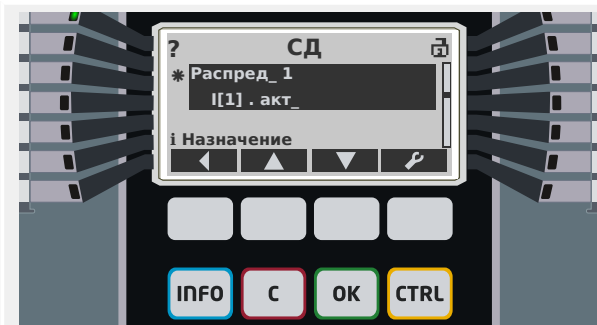 ? СД
✱ Распред_ 1
I[1] . акт_
i Назначение
INFO C OK CTRL